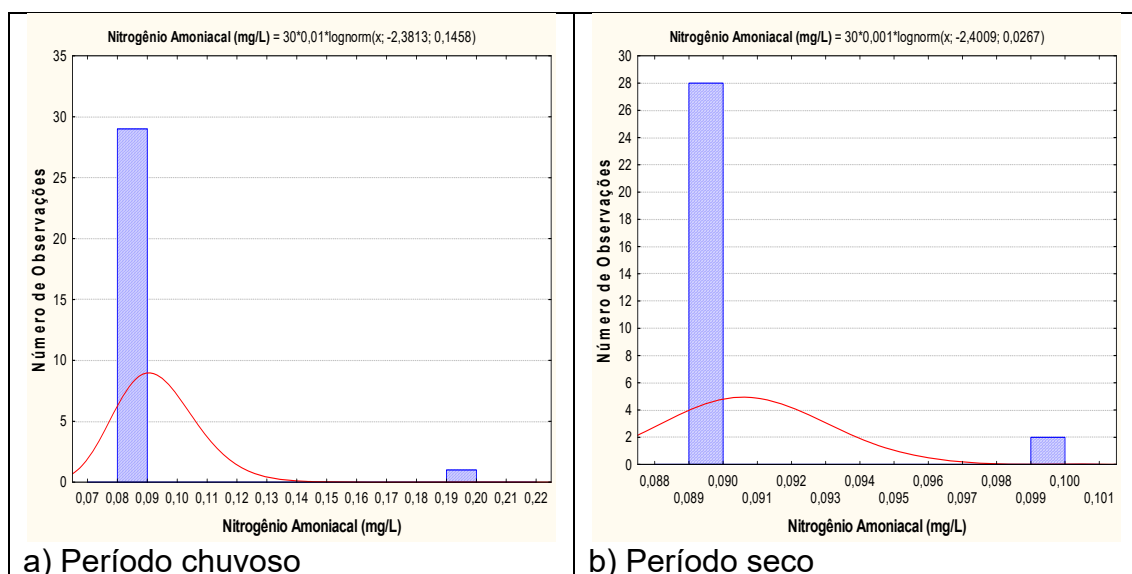 Nitrogênio Amoniacal (mg/L) = 30*0,01*lognorm(x; -2,3813; 0,1458)
35
30
25
20
15
10
5
0
Número de Observações
0,07 0,08 0,09 0,10 0,11 0,12 0,13 0,14 0,15 0,16 0,17 0,18 0,19 0,20 0,21 0,22
Nitrogênio Amoniacal (mg/L)
a) Período chuvoso
Nitrogênio Amoniacal (mg/L) = 30*0,001*lognorm(x; -2,4009; 0,0267)
30
28
26
24
22
20
18
16
14
12
10
8
6
4
2
0
Número de Observações
0,088 0,090 0,092 0,094 0,096 0,098 0,100
0,089 0,091 0,093 0,095 0,097 0,099 0,101
Nitrogênio Amoniacal (mg/L)
b) Período seco